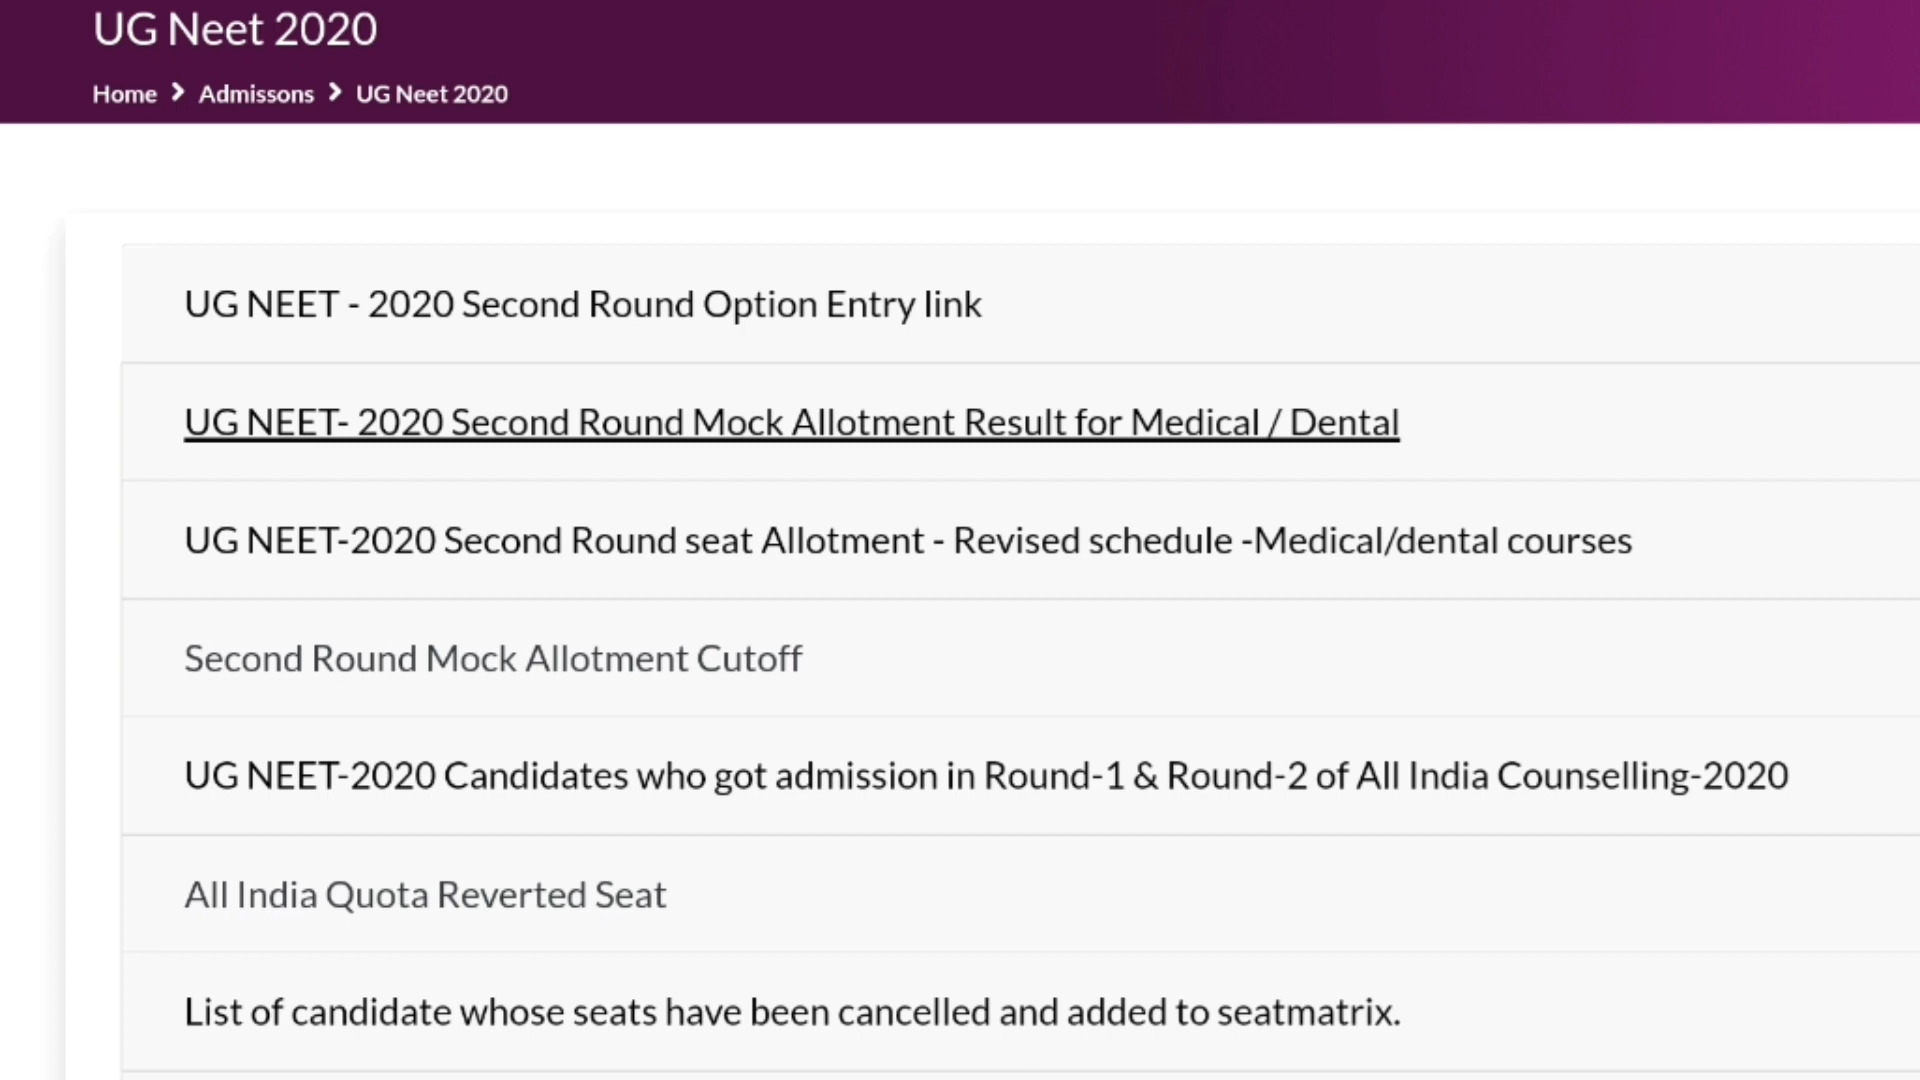 UG Neet 2020
Home > Admissons > UG Neet 2020
UG NEET - 2020 Second Round Option Entry link
UG NEET- 2020 Second Round Mock Allotment Result for Medical / Dental
UG NEET-2020 Second Round seat Allotment - Revised schedule -Medical/dental courses
Second Round Mock Allotment Cutoff
UG NEET-2020 Candidates who got admission in Round-1 & Round-2 of All India Counselling-2020
All India Quota Reverted Seat
List of candidate whose seats have been cancelled and added to seatmatrix.